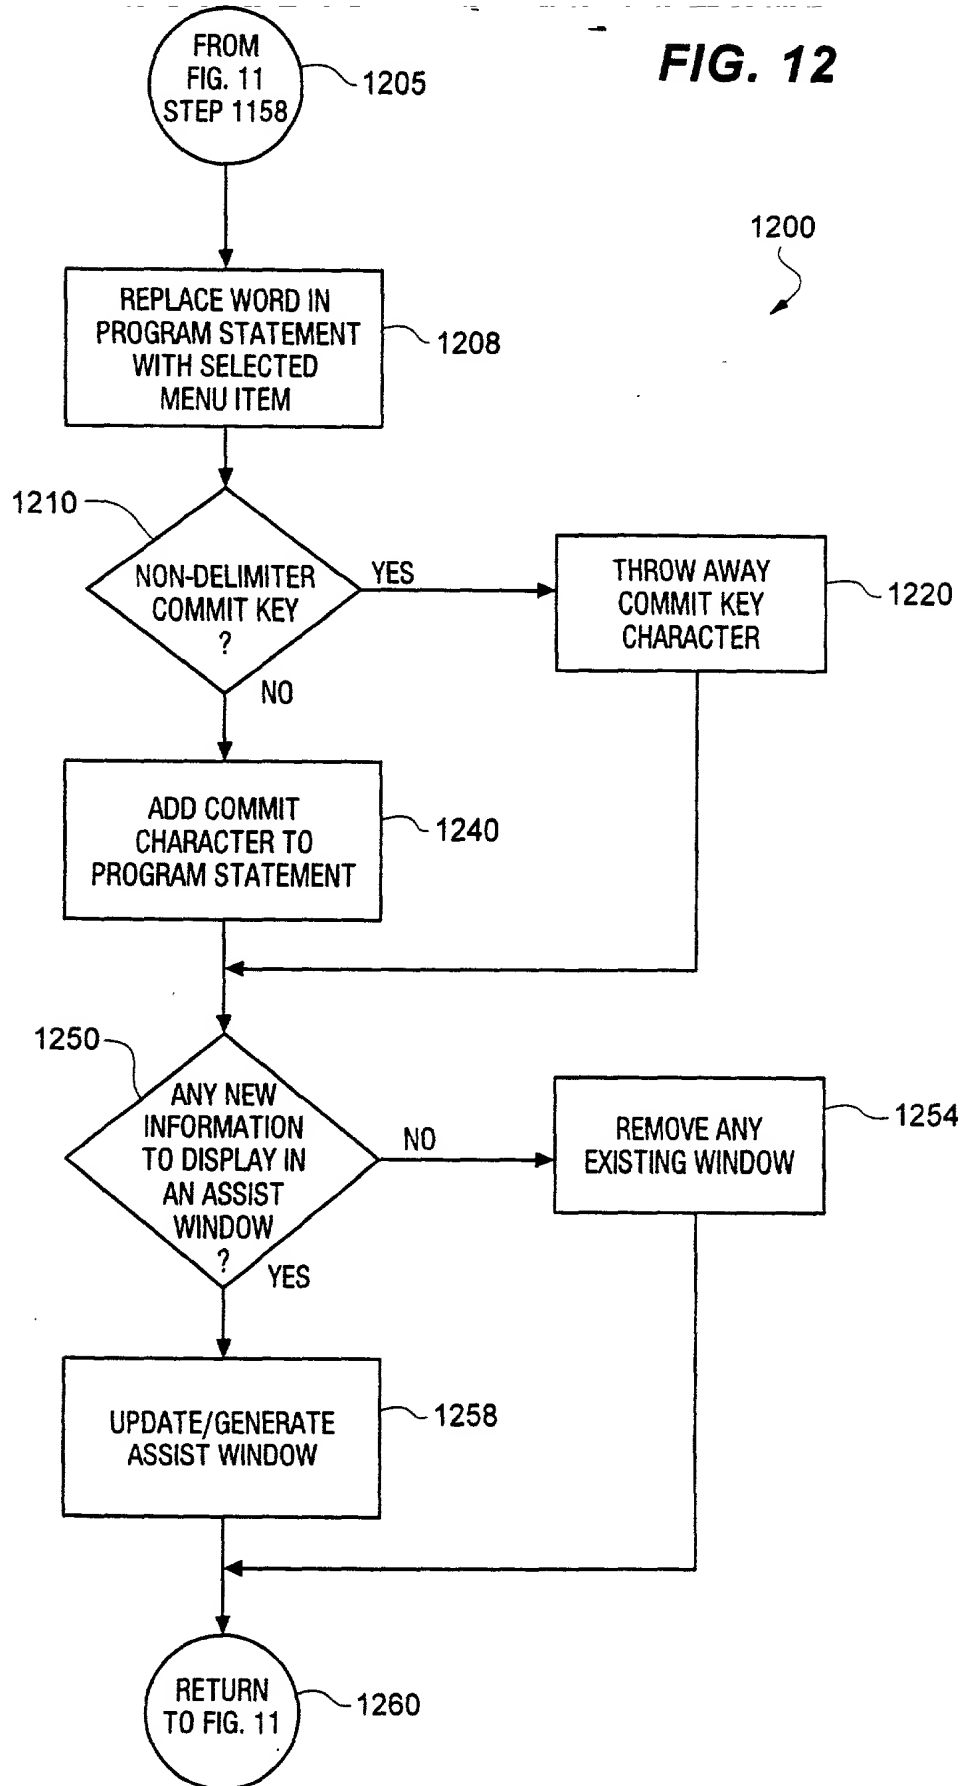 FIG. 12
FROM
FIG. 11
STEP 1158
1205
1200
REPLACE WORD IN
PROGRAM STATEMENT
WITH SELECTED
MENU ITEM
1208
1210
NON-DELIMITER
COMMIT KEY
?
YES
NO
THROW AWAY
COMMIT KEY
CHARACTER
1220
ADD COMMIT
CHARACTER TO
PROGRAM STATEMENT
1240
1250
ANY NEW
INFORMATION
TO DISPLAY IN
AN ASSIST
WINDOW
?
NO
YES
REMOVE ANY
EXISTING WINDOW
1254
UPDATE/GENERATE
ASSIST WINDOW
1258
RETURN
TO FIG. 11
1260